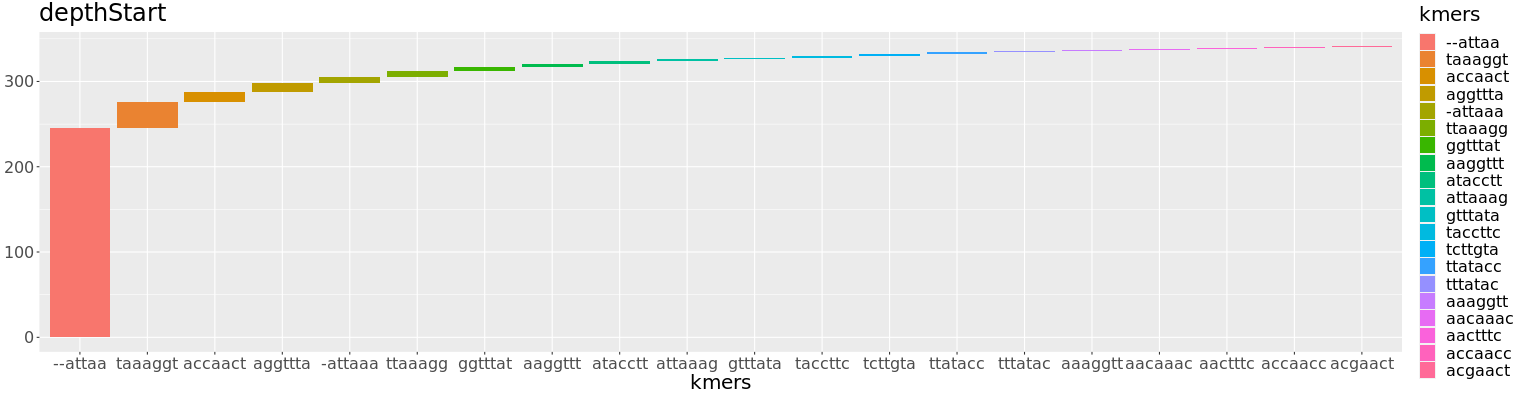 depthStart
300
200
100
0
--attaa taaaggt accaact aggttta -attaaa ttaaagg ggtttat aaggttt atacctt attaaag gtttata taccttc tcttgta ttatacc tttatac aaaggtt aacaaac aactttc accaacc acgaact
kmers
kmers
--attaa
taaaggt
accaact
aggttta
-attaaa
ttaaagg
ggtttat
aaggttt
atacctt
attaaag
gtttata
taccttc
tcttgta
ttatacc
tttatac
aaaggtt
aacaaac
aactttc
accaacc
acgaact